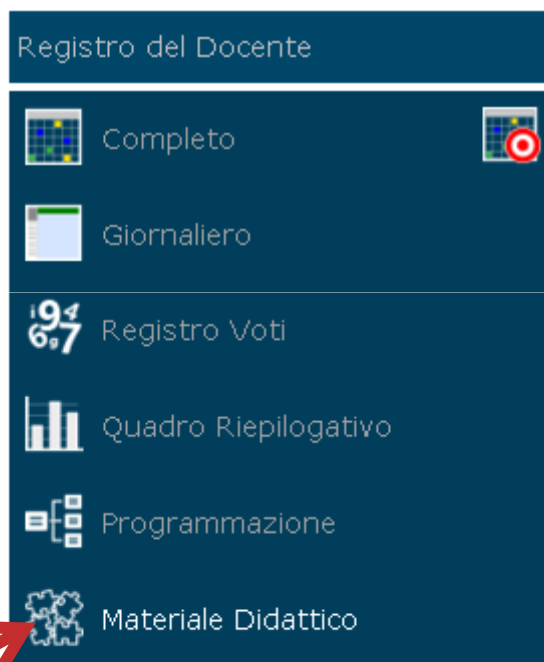 Registro del Docente
Completo
Giornaliero
Registro Voti
Quadro Riepilogativo
Programmazione
Materiale Didattico